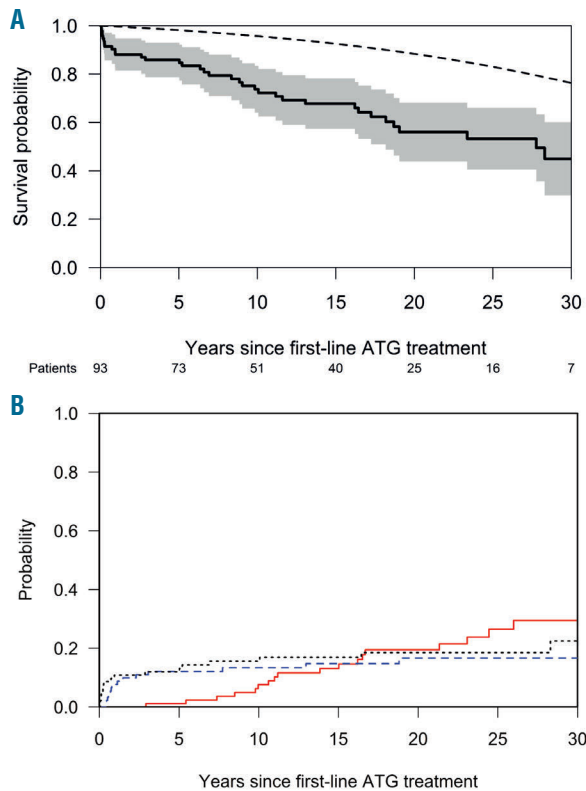 A
Survival probability
1.0
0.8
0.6
0.4
0.2
0.0
0 5 10 15 20 25 30
Years since first-line ATG treatment
Patients 93 73 51 40 25 16 7
B
Probability
1.0
0.8
0.6
0.4
0.2
0.0
0 5 10 15 20 25 30
Years since first-line ATG treatment